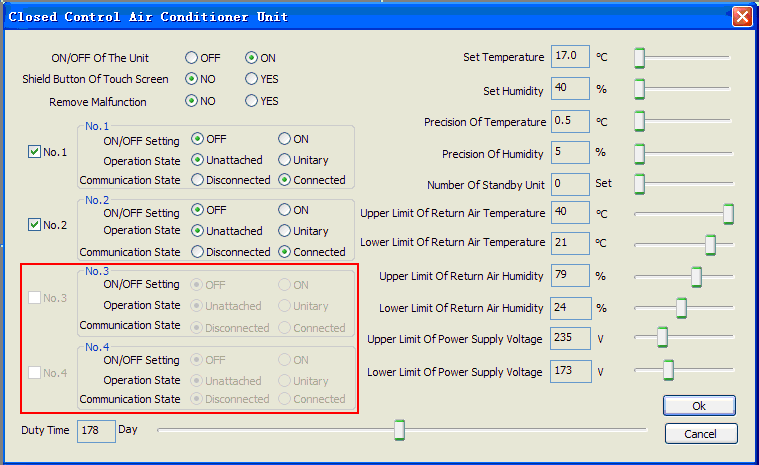 Closed Control Air Conditioner Unit
ON/OFF Of The Unit OFF ON
Shield Button Of Touch Screen NO YES
Remove Malfunction NO YES
No.1
No.1
ON/OFF Setting OFF ON
Operation State Unattached Unitary
Communication State Disconnected Connected
No.2
No.2
ON/OFF Setting OFF ON
Operation State Unattached Unitary
Communication State Disconnected Connected
No.3
No.3
ON/OFF Setting OFF ON
Operation State Unattached Unitary
Communication State Disconnected Connected
No.4
No.4
ON/OFF Setting OFF ON
Operation State Unattached Unitary
Communication State Disconnected Connected
Set Temperature 17.0 ℃
Set Humidity 40 %
Precision Of Temperature 0.5 ℃
Precision Of Humidity 5 %
Number Of Standby Unit 0 Set
Upper Limit Of Return Air Temperature 40 ℃
Lower Limit Of Return Air Temperature 21 ℃
Upper Limit Of Return Air Humidity 79 %
Lower Limit Of Return Air Humidity 24 %
Upper Limit Of Power Supply Voltage 235 V
Lower Limit Of Power Supply Voltage 173 V
Duty Time 178 Day
Ok
Cancel